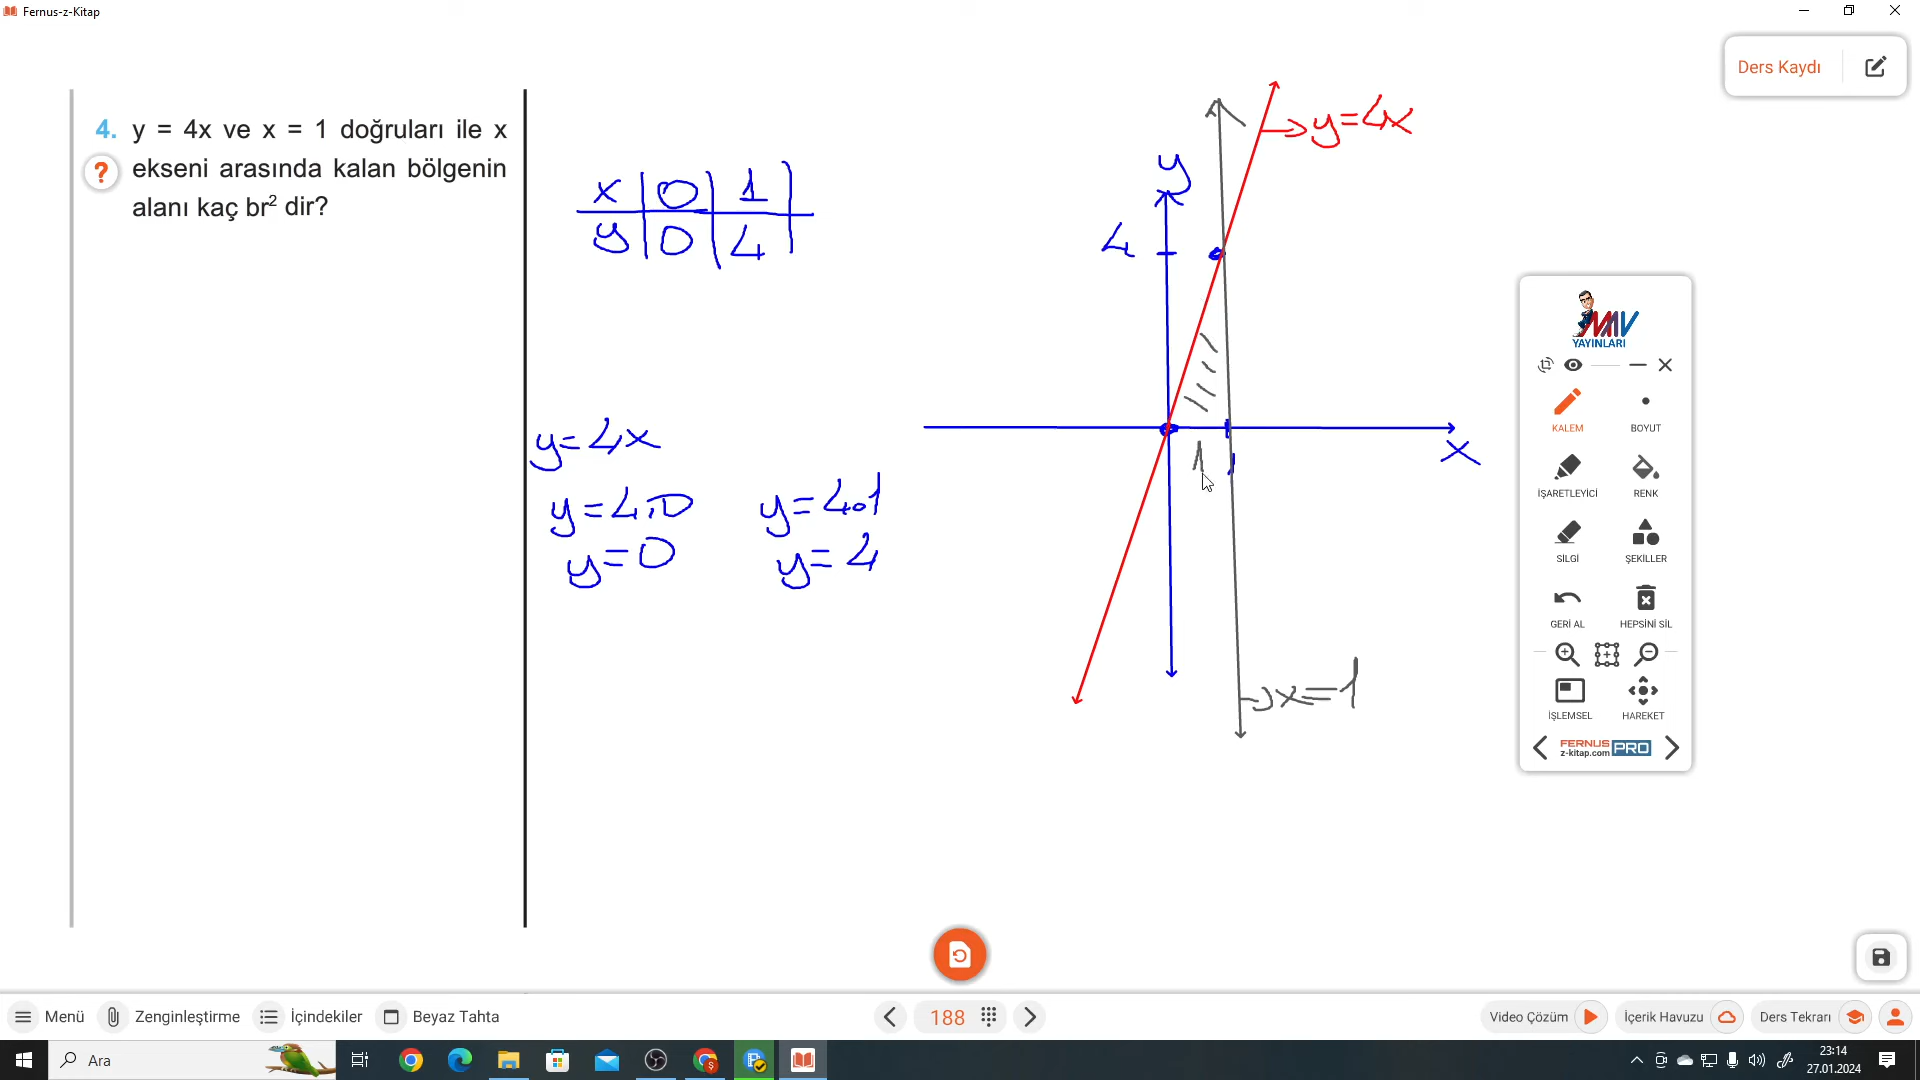 Fernus-z-Kitap
Ders Kaydı
4. y = 4x ve x = 1 doğruları ile x
ekseni arasında kalan bölgenin
alanı kaç br² dir?
x 0 1
y 0 4
y=4x
y=4.0
y=0
y=4.1
y=4
y=4x
y
4
x
1
1
x=1
MAV
YAYINLARI
KALEM
BOYUT
İŞARETLEYİCİ
RENK
SİLGİ
ŞEKİLLER
GERİ AL
HEPSİNİ SİL
İŞLEMSEL
HAREKET
FERNUS
z-kitap.com PRO
Menü
Zenginleştirme
İçindekiler
Beyaz Tahta
188
Video Çözüm
İçerik Havuzu
Ders Tekrarı
Ara
23:14
27.01.2024